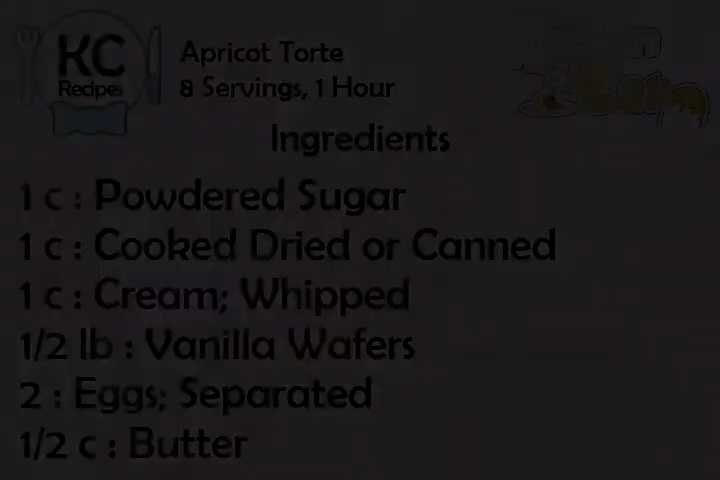 KC
Recipes
Apricot Torte
8 Servings, 1 Hour
Ingredients
1 c : Powdered Sugar
1 c : Cooked Dried or Canned
1 c : Cream; Whipped
1/2 lb : Vanilla Wafers
2 : Eggs; Separated
1/2 c : Butter